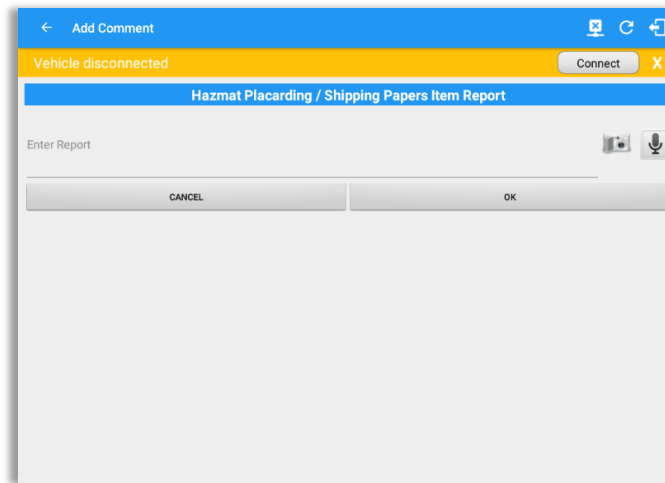 Add Comment
Vehicle disconnected
Connect X
Hazmat Placarding / Shipping Papers Item Report
Enter Report
CANCEL OK